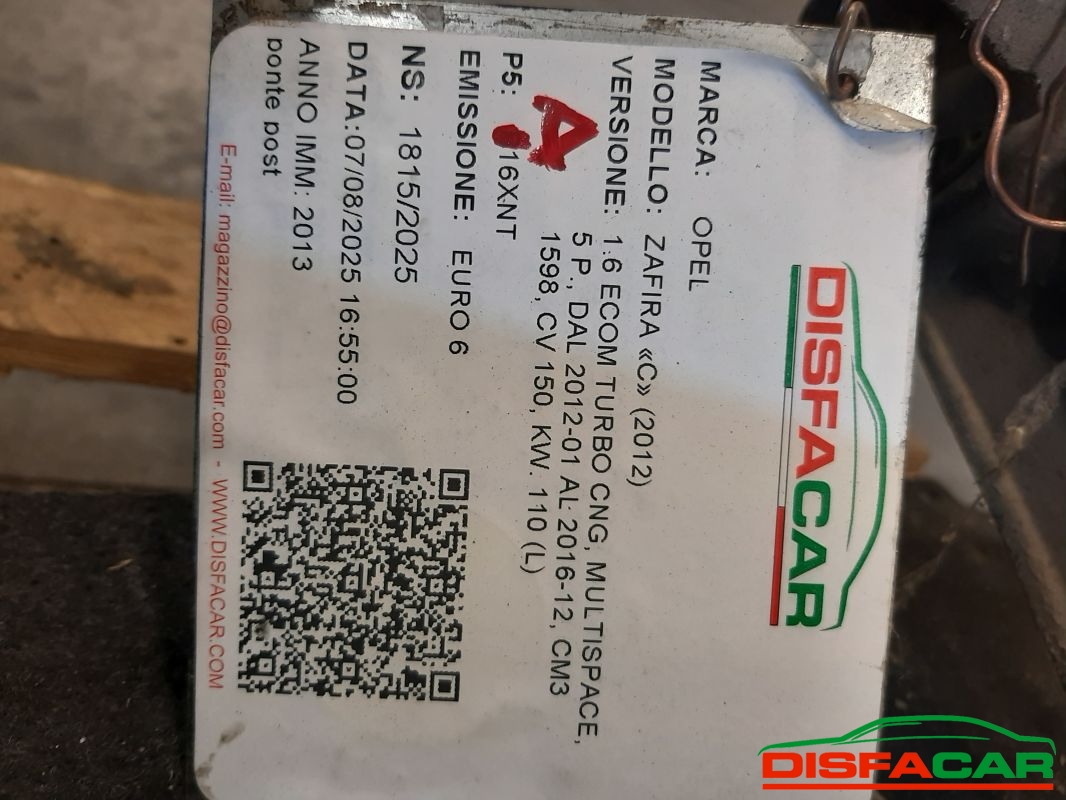 DISFACAR
MARCA: OPEL
MODELLO: ZAFIRA «C» (2012)
VERSIONE: 1.6 ECOM TURBO CNG, MULTISPACE,
5 P., DAL 2012-01 AL 2016-12, CM3
1598, CV 150, KW. 110 (L)
A
P5: 16XNT
EMISSIONE: EURO 6
NS: 1815/2025
DATA:07/08/2025 16:55:00
ANNO IMM: 2013
ponte post
E-mail: magazzino@disfacar.com - WWW.DISFACAR.COM
DISFACAR